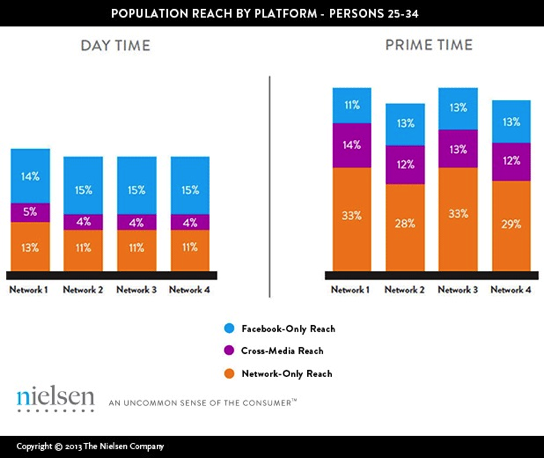 POPULATION REACH BY PLATFORM - PERSONS 25-34
DAY TIME
14%
15%
15%
15%
5%
4%
4%
4%
13%
11%
11%
11%
Network 1
Network 2
Network 3
Network 4
PRIME TIME
11%
13%
13%
13%
14%
12%
13%
12%
33%
28%
33%
29%
Network 1
Network 2
Network 3
Network 4
Facebook-Only Reach
Cross-Media Reach
Network-Only Reach
nielsen
AN UNCOMMON SENSE OF THE CONSUMER™
Copyright © 2013 The Nielsen Company